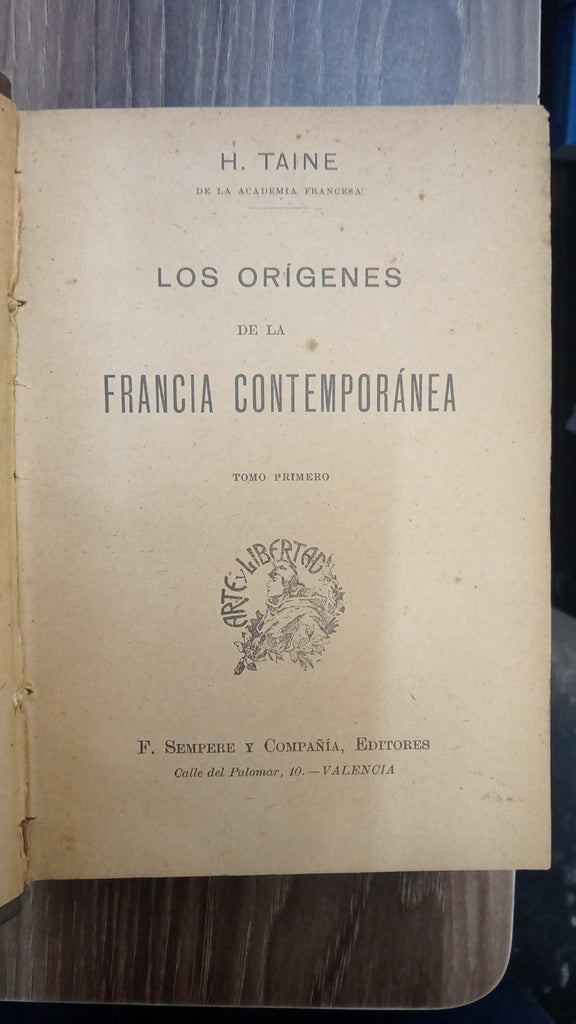 H. TAINE
DE LA ACADEMIA FRANCESA
LOS ORÍGENES
DE LA
FRANCIA CONTEMPORÁNEA
TOMO PRIMERO
ARTE Y LIBERTAD
F. SEMPERE Y COMPAÑÍA, EDITORES
Calle del Palomar, 10.—VALENCIA